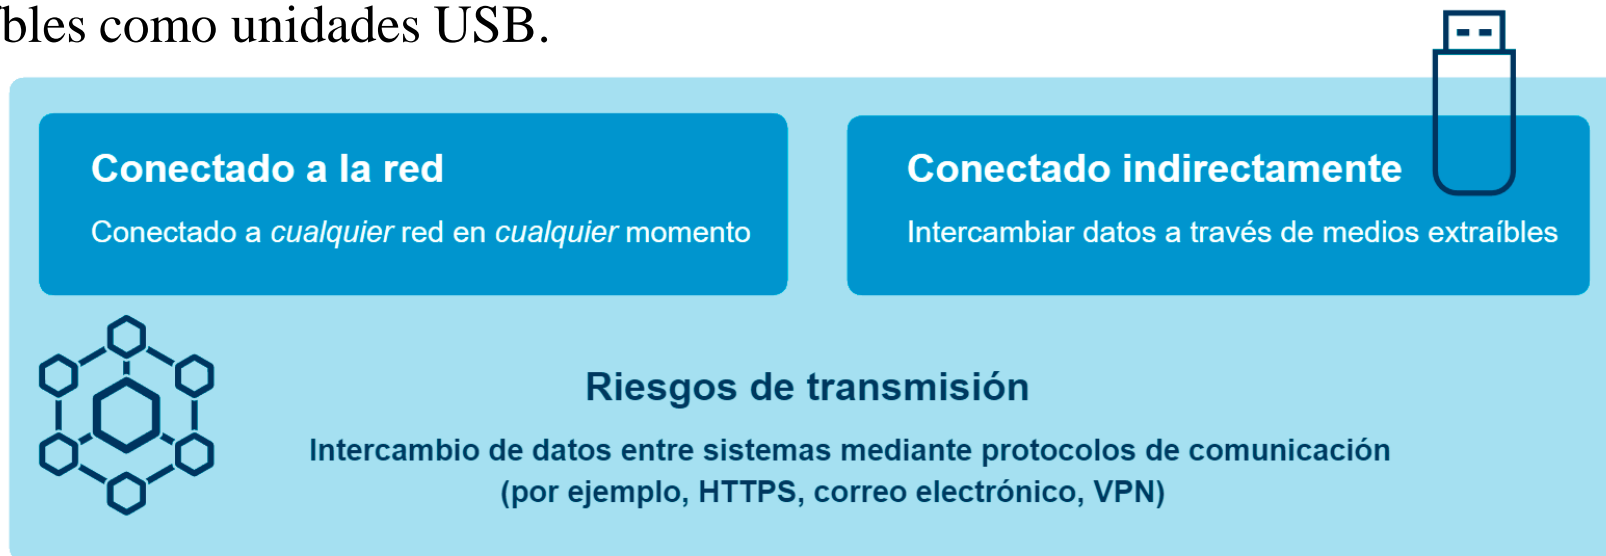 como unidades USB.
Conectado a la red
Conectado a cualquier red en cualquier momento
Conectado indirectamente
Intercambiar datos a través de medios extraíbles
Riesgos de transmisión
Intercambio de datos entre sistemas mediante protocolos de comunicación
(por ejemplo, HTTPS, correo electrónico, VPN)